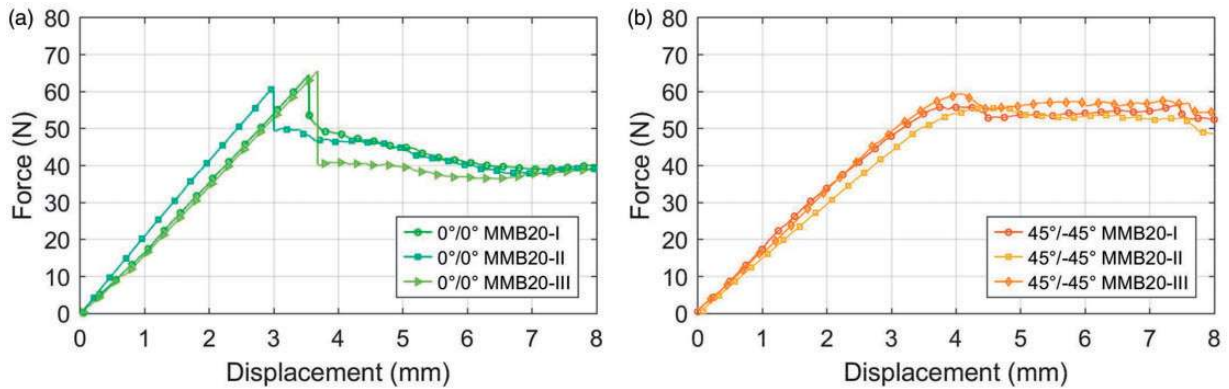 (a)
80
70
60
50
40
30
20
10
0
Force (N)
0°/0° MMB20-I
0°/0° MMB20-II
0°/0° MMB20-III
0 1 2 3 4 5 6 7 8
Displacement (mm)
(b)
80
70
60
50
40
30
20
10
0
Force (N)
45°/-45° MMB20-I
45°/-45° MMB20-II
45°/-45° MMB20-III
0 1 2 3 4 5 6 7 8
Displacement (mm)